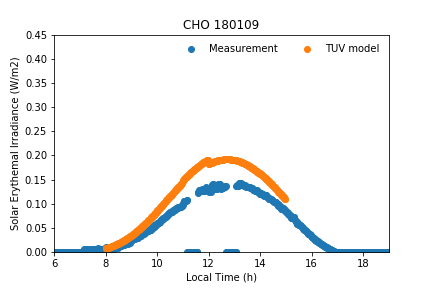 CHO 180109
0.45
0.40
0.35
0.30
0.25
0.20
0.15
0.10
0.05
0.00
Solar Erythemal Irradiance (W/m2)
Measurement
TUV model
6 8 10 12 14 16 18
Local Time (h)